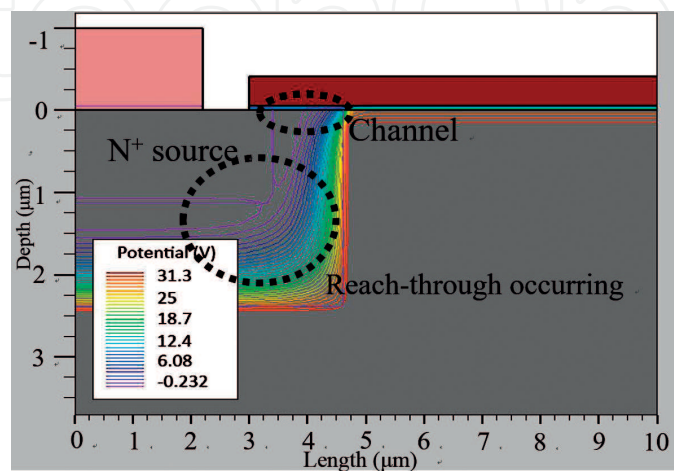 -1
0
Channel
N+ source
1
Depth (μm)
Potential (V)
31.3
25
18.7
12.4
6.08
-0.232
2
Reach-through occurring
3
0 1 2 3 4 5 6 7 8 9 10
Length (μm)